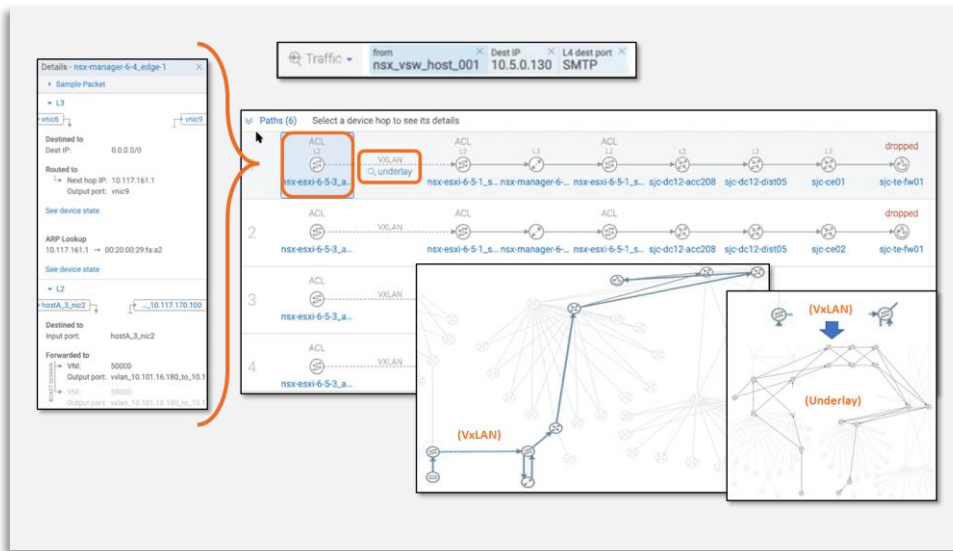 Traffic
from
nsx_vsw_host_001
Dest IP
10.5.0.130
L4 dest port
SMTP
Details - nsx-manager-6-4_edge-1
Sample Packet
L3
vnic6
vnic9
Destined to
Dest IP: 0.0.0.0/0
Routed to
Next hop IP: 10.117.161.1
Output port: vnic9
See device state
ARP Lookup
10.117.161.1 → 00:20:00:29:fa:a2
See device state
L2
hostA_3_nic2
..._10.117.170.100
Destined to
Input port: hostA_3_nic2
BCAST DOMAIN
Forwarded to
VNI: 50000
Output port: vxlan_10.101.16.180_to_10.1
VNI: 50000
Output port: vxlan_10.101.16.180_to_10.1
Paths (6) Select a device hop to see its details
ACL ACL ACL dropped
L2 VXLAN L2 L3 L2 L2 L3 L3
underlay
nsx-esxi-6-5-3_a... nsx-esxi-6-5-1_s... nsx-manager-6-... nsx-esxi-6-5-1_s... sjc-dc12-acc208 sjc-dc12-dist05 sjc-ce01 sjc-te-fw01
ACL ACL ACL dropped
2 VXLAN
nsx-esxi-6-5-3_a... nsx-esxi-6-5-1_s... nsx-manager-6-... nsx-esxi-6-5-1_s... sjc-dc12-acc208 sjc-dc12-dist05 sjc-ce02 sjc-te-fw01
ACL
3 VXLAN
nsx-esxi-6-5-3_a...
ACL
4 VXLAN
nsx-esxi-6-5-3_a...
(VxLAN)
(VxLAN)
(Underlay)